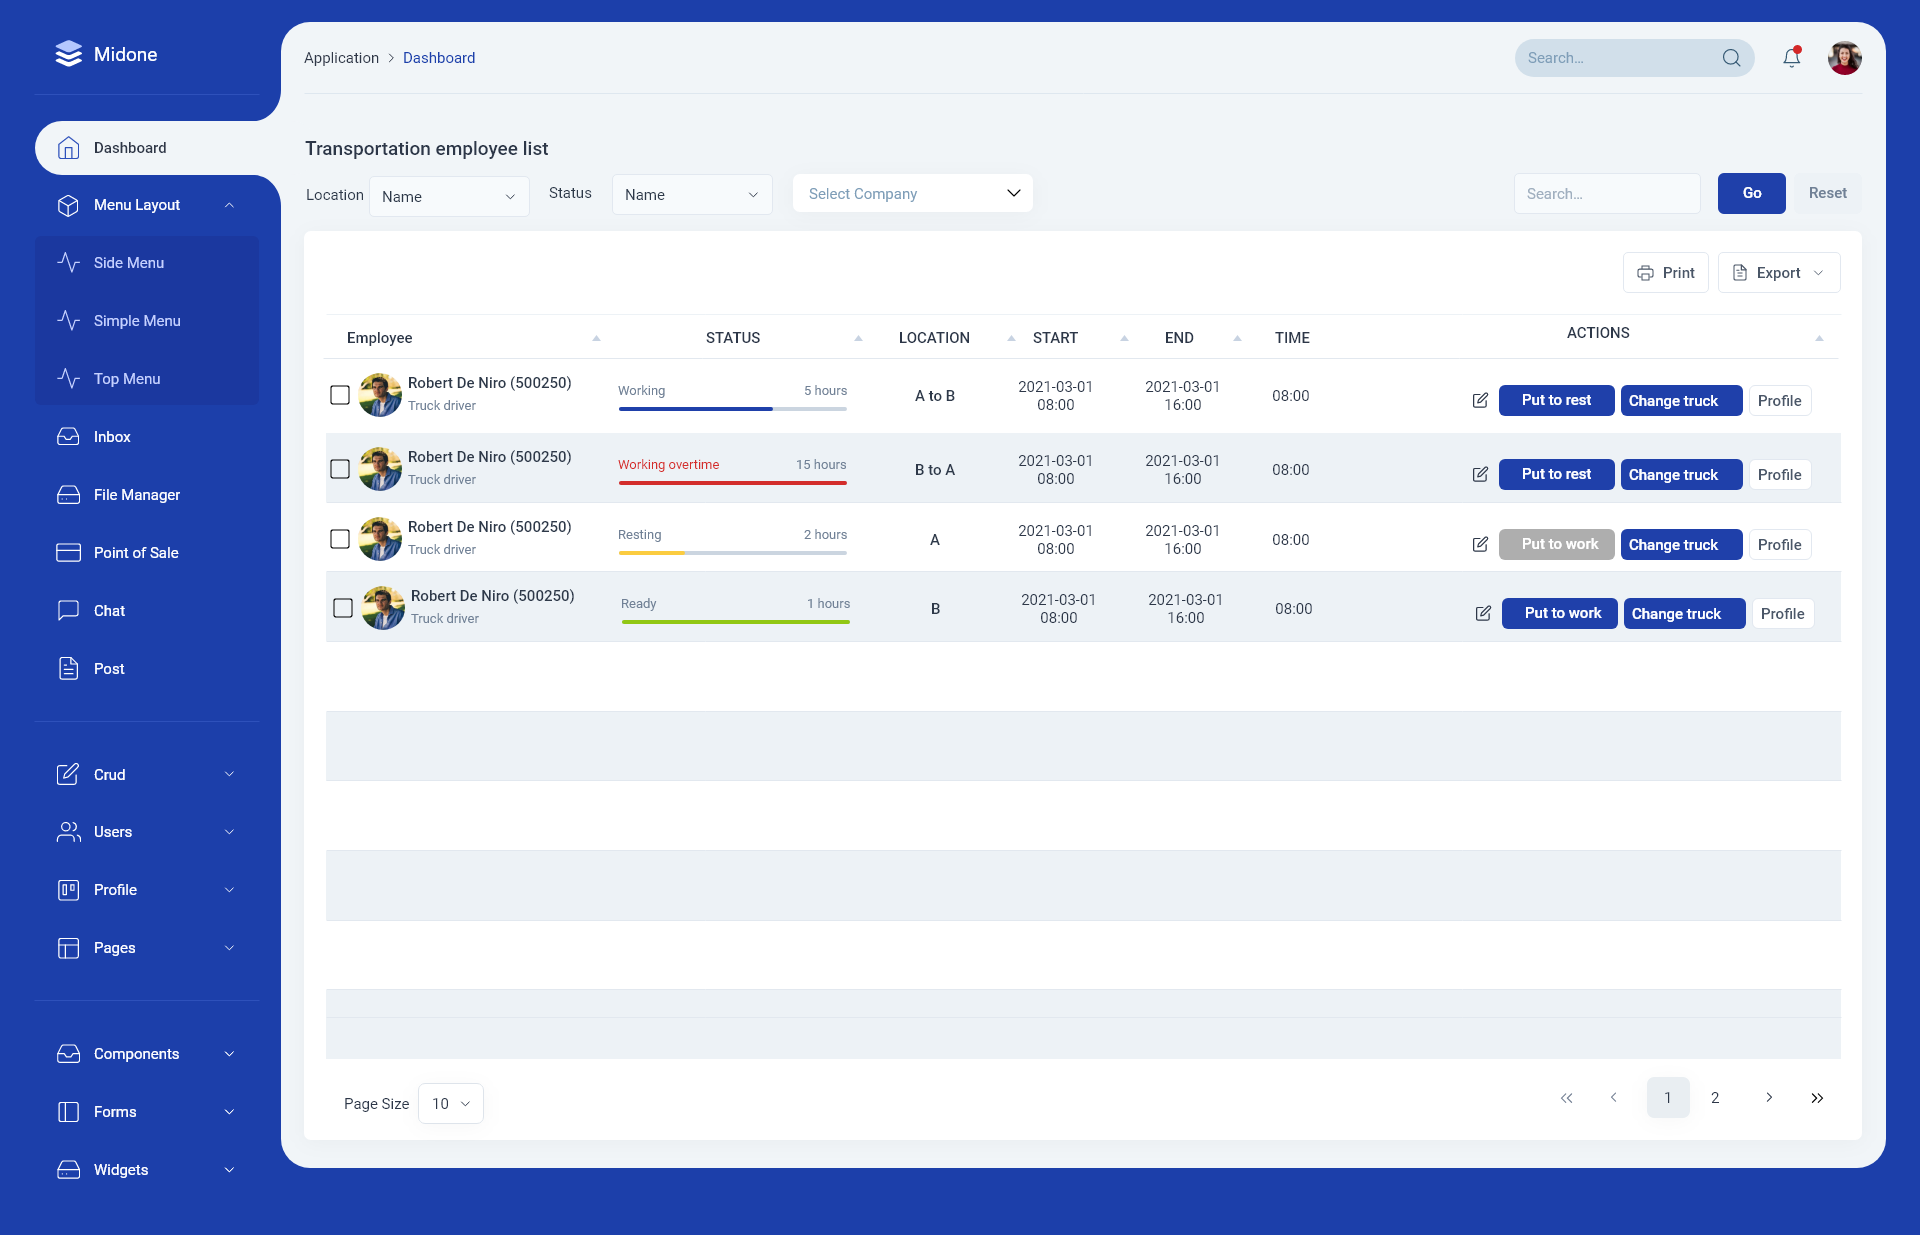 Midone
Application > Dashboard
Search...
Dashboard
Menu Layout
Side Menu
Simple Menu
Top Menu
Inbox
File Manager
Point of Sale
Chat
Post
Crud
Users
Profile
Pages
Components
Forms
Widgets
Transportation employee list
Location Name Status Name Select Company Search... Go Reset
Print Export
Employee STATUS LOCATION START END TIME ACTIONS
Robert De Niro (500250)
Truck driver
Working 5 hours
A to B
2021-03-01
08:00
2021-03-01
16:00
08:00
Put to rest Change truck Profile
Robert De Niro (500250)
Truck driver
Working overtime 15 hours
B to A
2021-03-01
08:00
2021-03-01
16:00
08:00
Put to rest Change truck Profile
Robert De Niro (500250)
Truck driver
Resting 2 hours
A
2021-03-01
08:00
2021-03-01
16:00
08:00
Put to work Change truck Profile
Robert De Niro (500250)
Truck driver
Ready 1 hours
B
2021-03-01
08:00
2021-03-01
16:00
08:00
Put to work Change truck Profile
Page Size 10
1 2